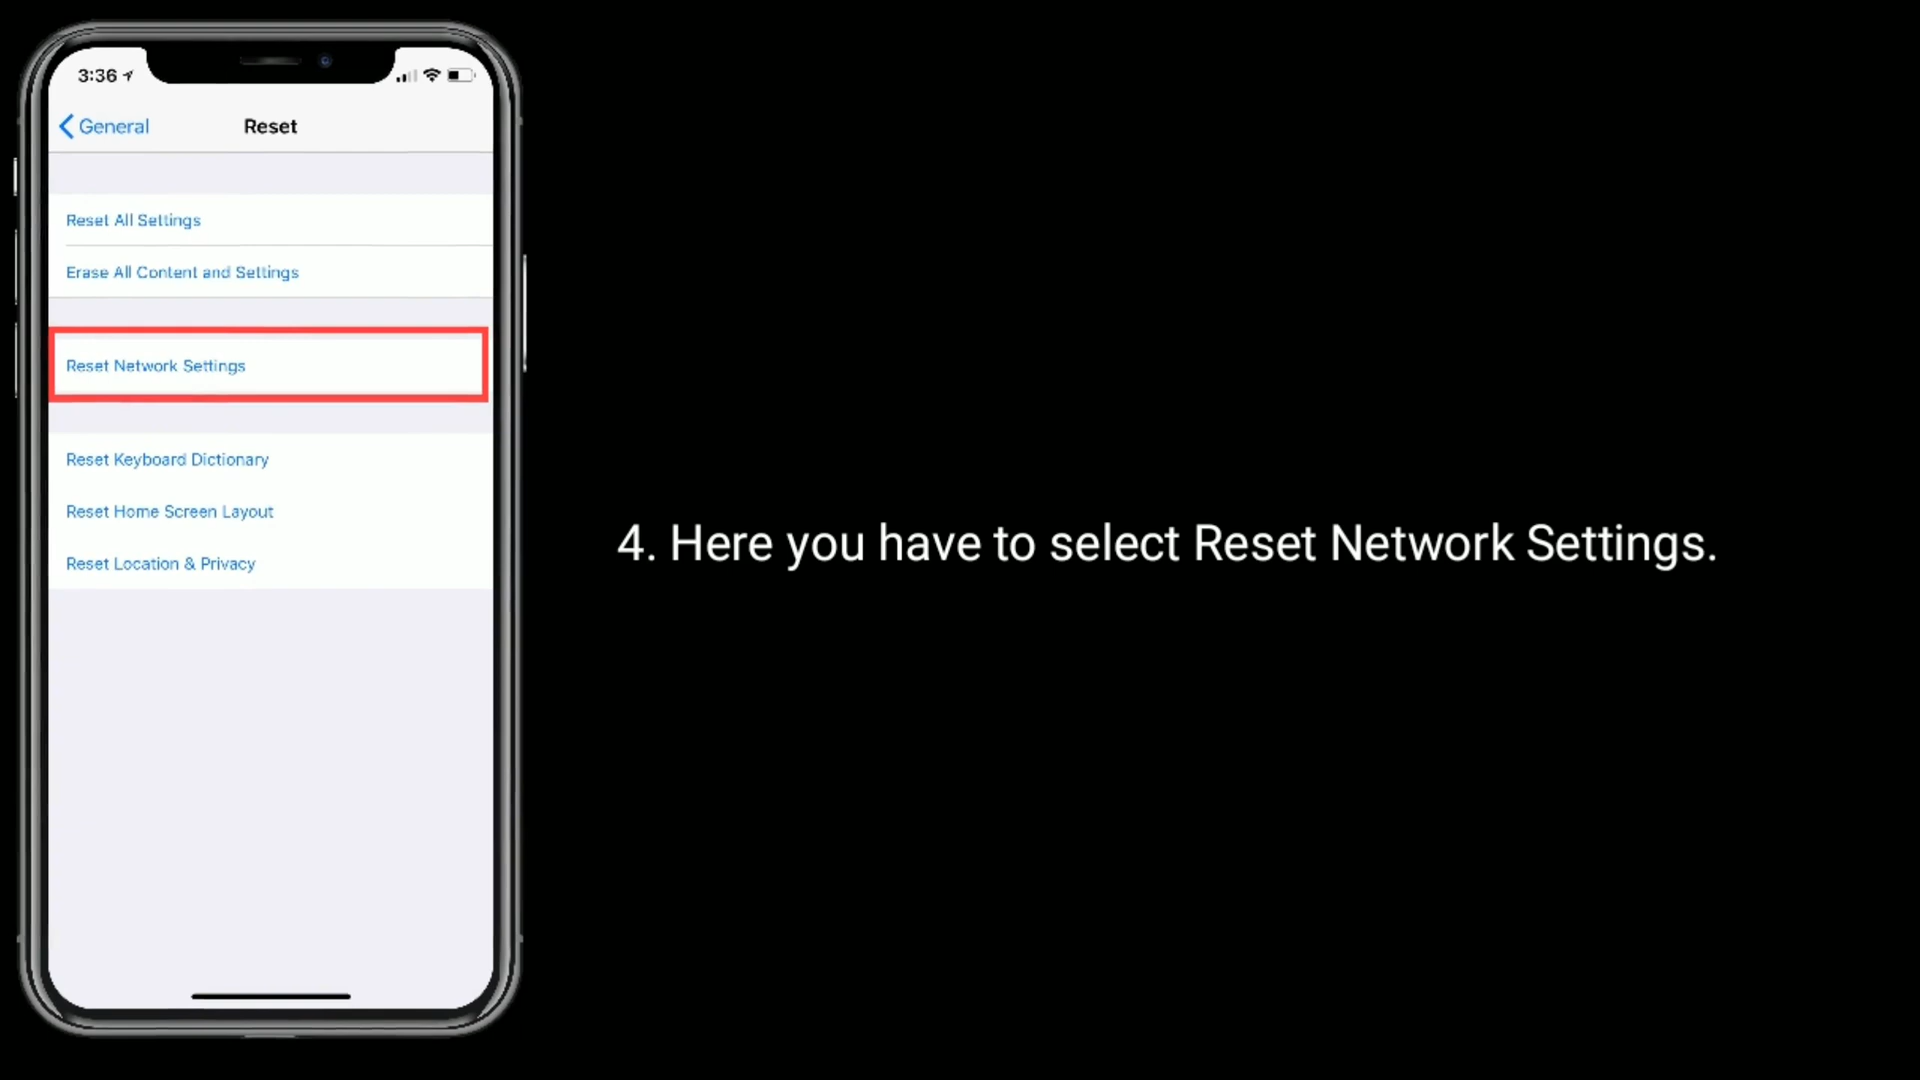 3:36
General
Reset
Reset All Settings
Erase All Content and Settings
Reset Network Settings
Reset Keyboard Dictionary
Reset Home Screen Layout
Reset Location & Privacy
4. Here you have to select Reset Network Settings.